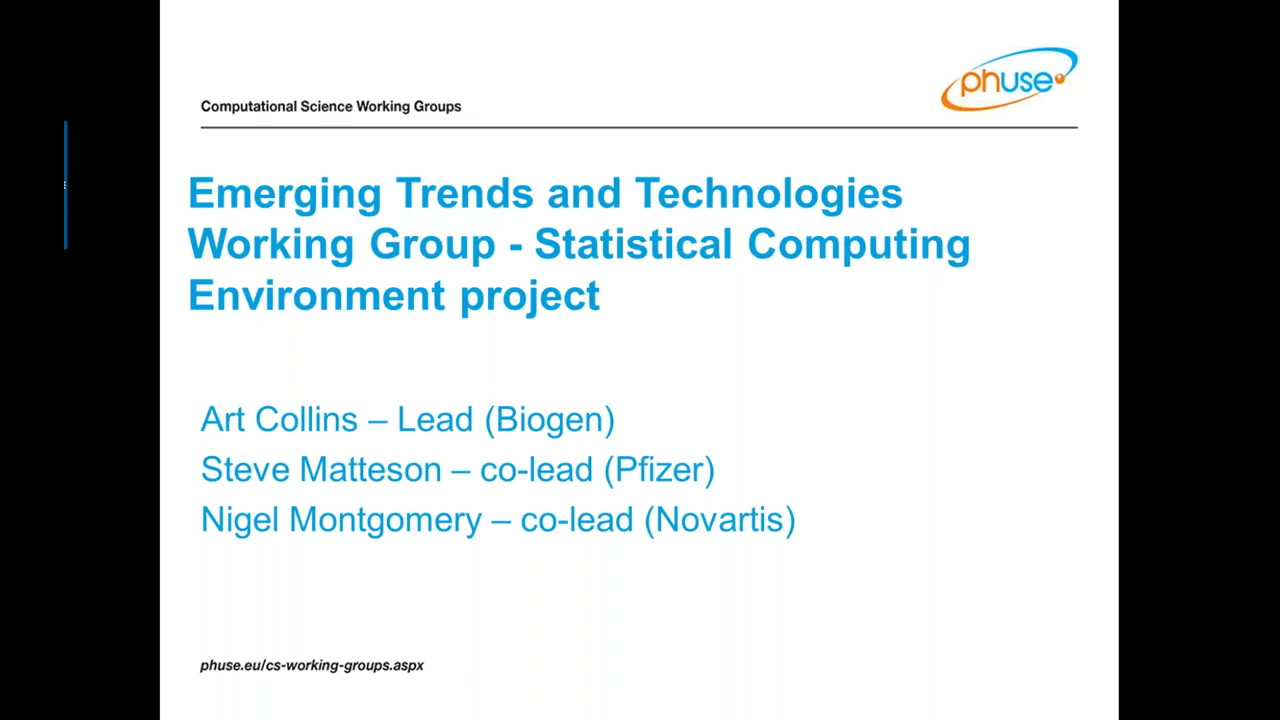 phuse
Computational Science Working Groups
Emerging Trends and Technologies
Working Group - Statistical Computing
Environment project
Art Collins – Lead (Biogen)
Steve Matteson – co-lead (Pfizer)
Nigel Montgomery – co-lead (Novartis)
phuse.eu/cs-working-groups.aspx